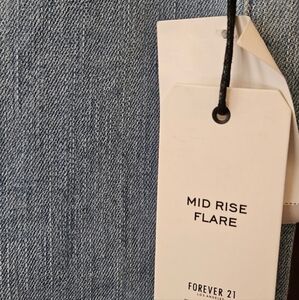 MID RISE
FLARE
FOREVER 21
LOS ANGELES